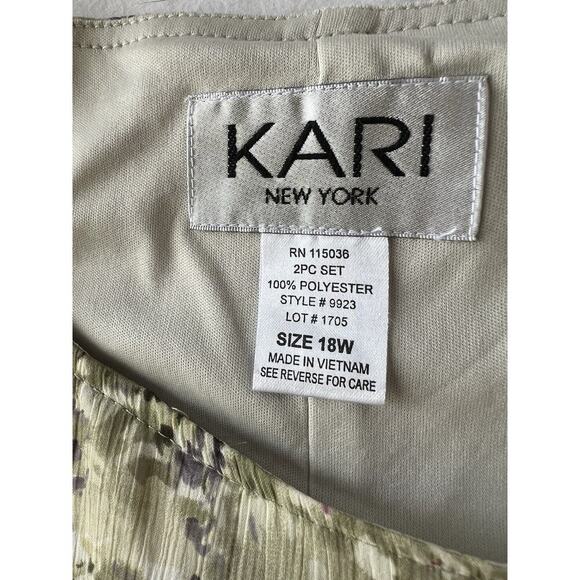 KARI
NEW YORK
RN 115036
2PC SET
100% POLYESTER
STYLE # 9923
LOT # 1705
SIZE 18W
MADE IN VIETNAM
SEE REVERSE FOR CARE